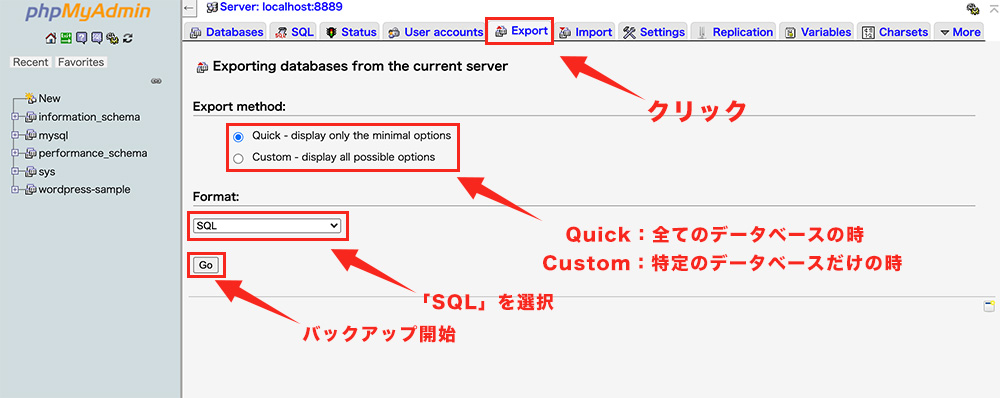 phpMyAdmin
Recent Favorites
New
information_schema
mysql
performance_schema
sys
wordpress-sample
Server: localhost:8889
Databases SQL Status User accounts Export Import Settings Replication Variables Charsets More
Exporting databases from the current server
クリック
Export method:
Quick - display only the minimal options
Custom - display all possible options
Format:
SQL
Quick：全てのデータベースの時
Custom：特定のデータベースだけの時
Go
「SQL」を選択
バックアップ開始